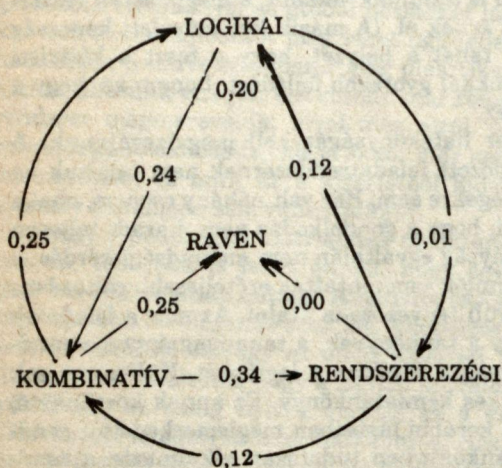 LOGIKAI
0,20
0,24
0,12
0,25
RAVEN
0,01
0,25
0,00
KOMBINATÍV
0,34
RENDSZEREZÉSI
0,12